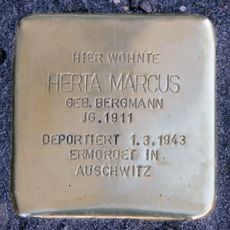 HIER WOHNTE
HERTA MARCUS
GEB. BERGMANN
JG. 1911
DEPORTIERT 1.3.1943
ERMORDET IN
AUSCHWITZ